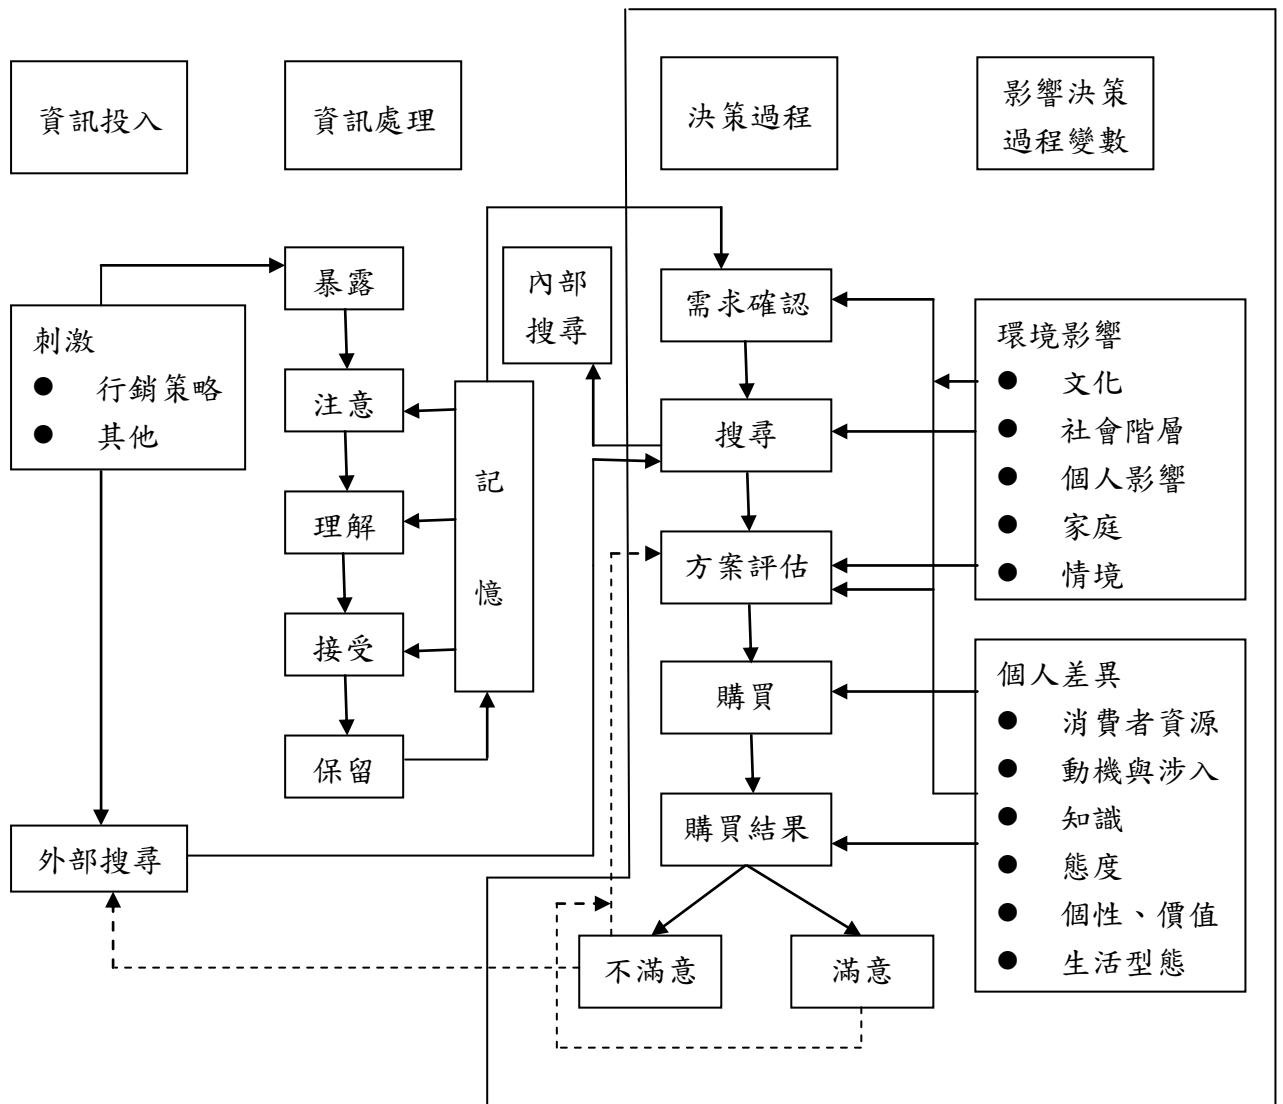 資訊投入
資訊處理
決策過程
影響決策
過程變數
刺激
● 行銷策略
● 其他
外部搜尋
暴露
注意
理解
接受
保留
記
憶
內部
搜尋
需求確認
搜尋
方案評估
購買
購買結果
不滿意
滿意
環境影響
● 文化
● 社會階層
● 個人影響
● 家庭
● 情境
個人差異
● 消費者資源
● 動機與涉入
● 知識
● 態度
● 個性、價值
● 生活型態